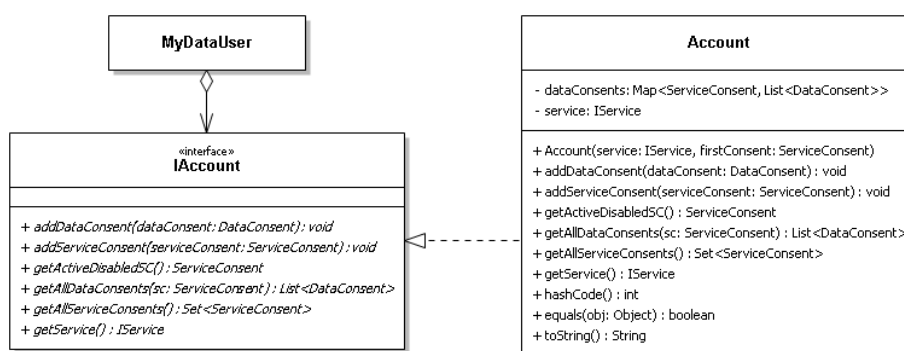 MyDataUser
«interface»
IAccount
+ addDataConsent(dataConsent: DataConsent) : void
+ addServiceConsent(serviceConsent: ServiceConsent) : void
+ getActiveDisabledSC() : ServiceConsent
+ getAllDataConsents(sc: ServiceConsent) : List<DataConsent>
+ getAllServiceConsents() : Set<ServiceConsent>
+ getService() : IService
Account
- dataConsents: Map<ServiceConsent, List<DataConsent>>
- service: IService
+ Account(service: IService, firstConsent: ServiceConsent)
+ addDataConsent(dataConsent: DataConsent) : void
+ addServiceConsent(serviceConsent: ServiceConsent) : void
+ getActiveDisabledSC() : ServiceConsent
+ getAllDataConsents(sc: ServiceConsent) : List<DataConsent>
+ getAllServiceConsents() : Set<ServiceConsent>
+ getService() : IService
+ hashCode() : int
+ equals(obj: Object) : boolean
+ toString() : String